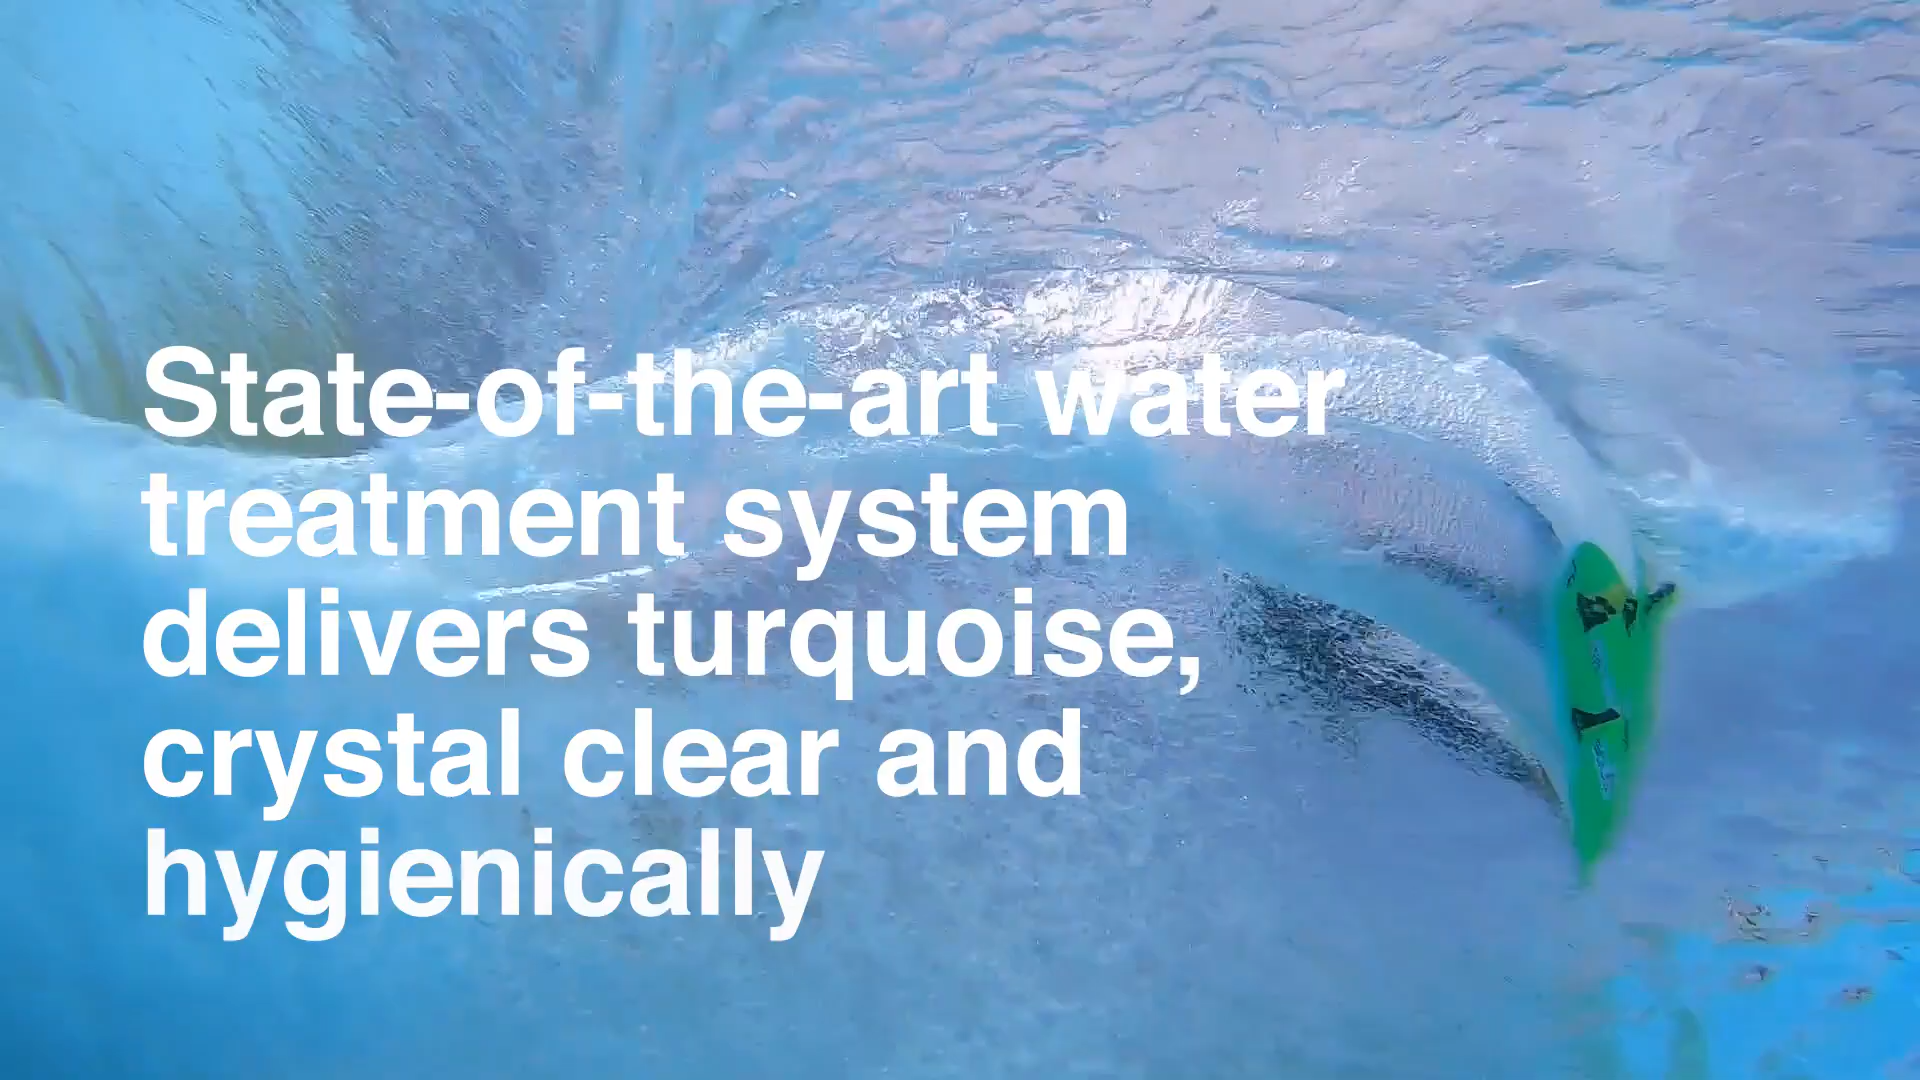 State-of-the-art water
treatment system
delivers turquoise,
crystal clear and
hygienically